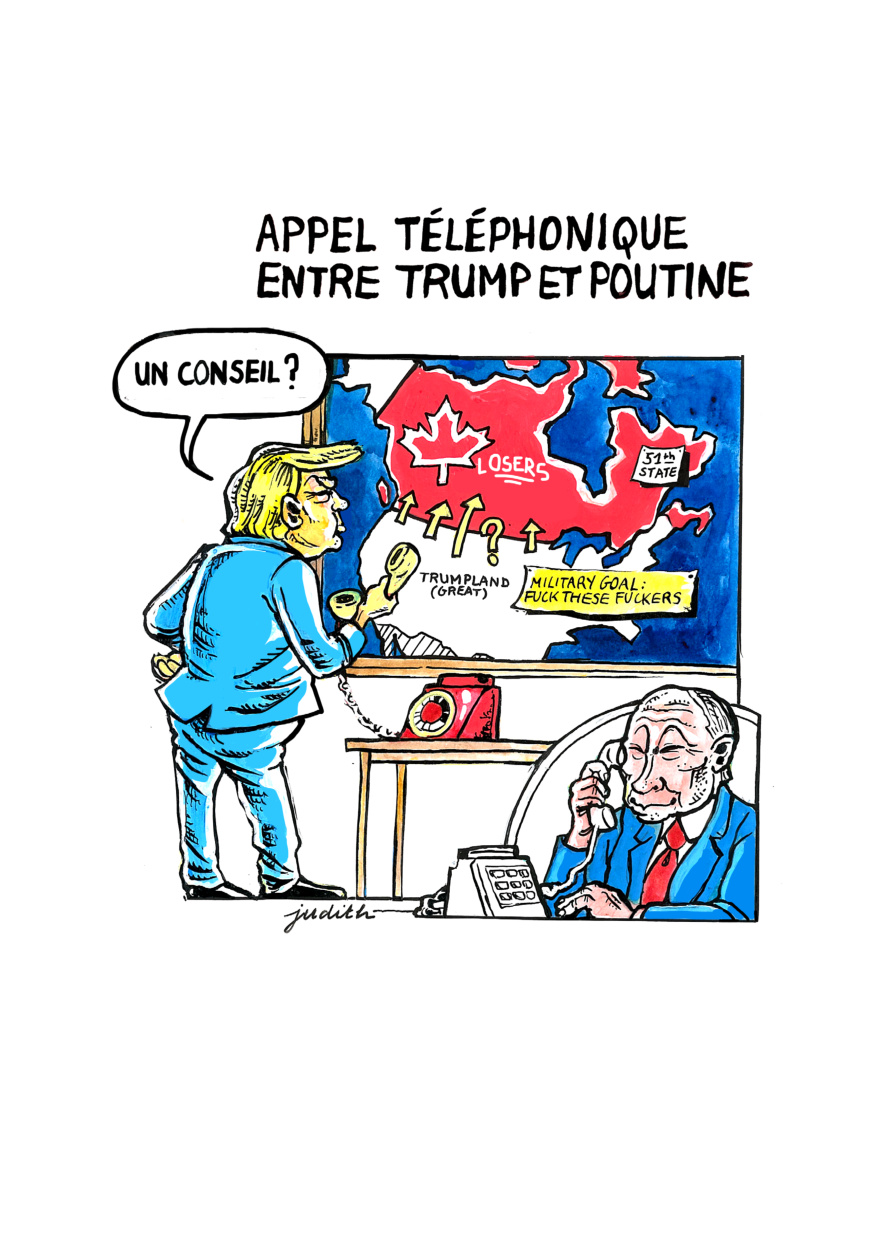 APPEL TÉLÉPHONIQUE
ENTRE TRUMP ET POUTINE
UN CONSEIL?
LOSERS
51th
STATE
?
TRUMPLAND
(GREAT)
MILITARY GOAL:
FUCK THESE FUCKERS
judith